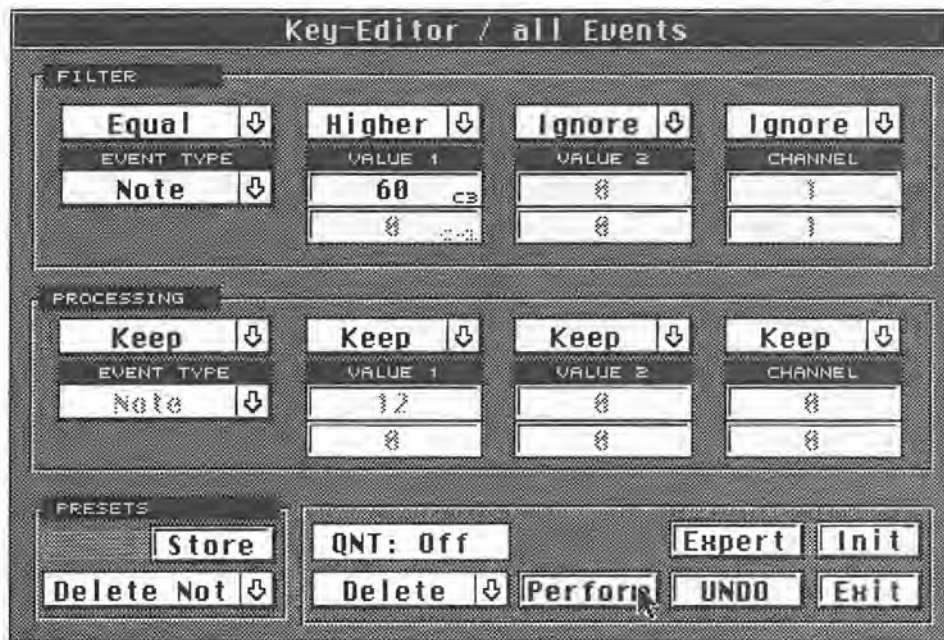 Key-Editor / all Events
FILTER
Equal Higher Ignore Ignore
EVENT TYPE VALUE 1 VALUE 2 CHANNEL
Note 60 C3 0 1
0 0 1
PROCESSING
Keep Keep Keep Keep
EVENT TYPE VALUE 1 VALUE 2 CHANNEL
Note 12 0 0
0 0 0
PRESETS
Store QNT: Off Expert Init
Delete Not Delete Perform UNDO Exit